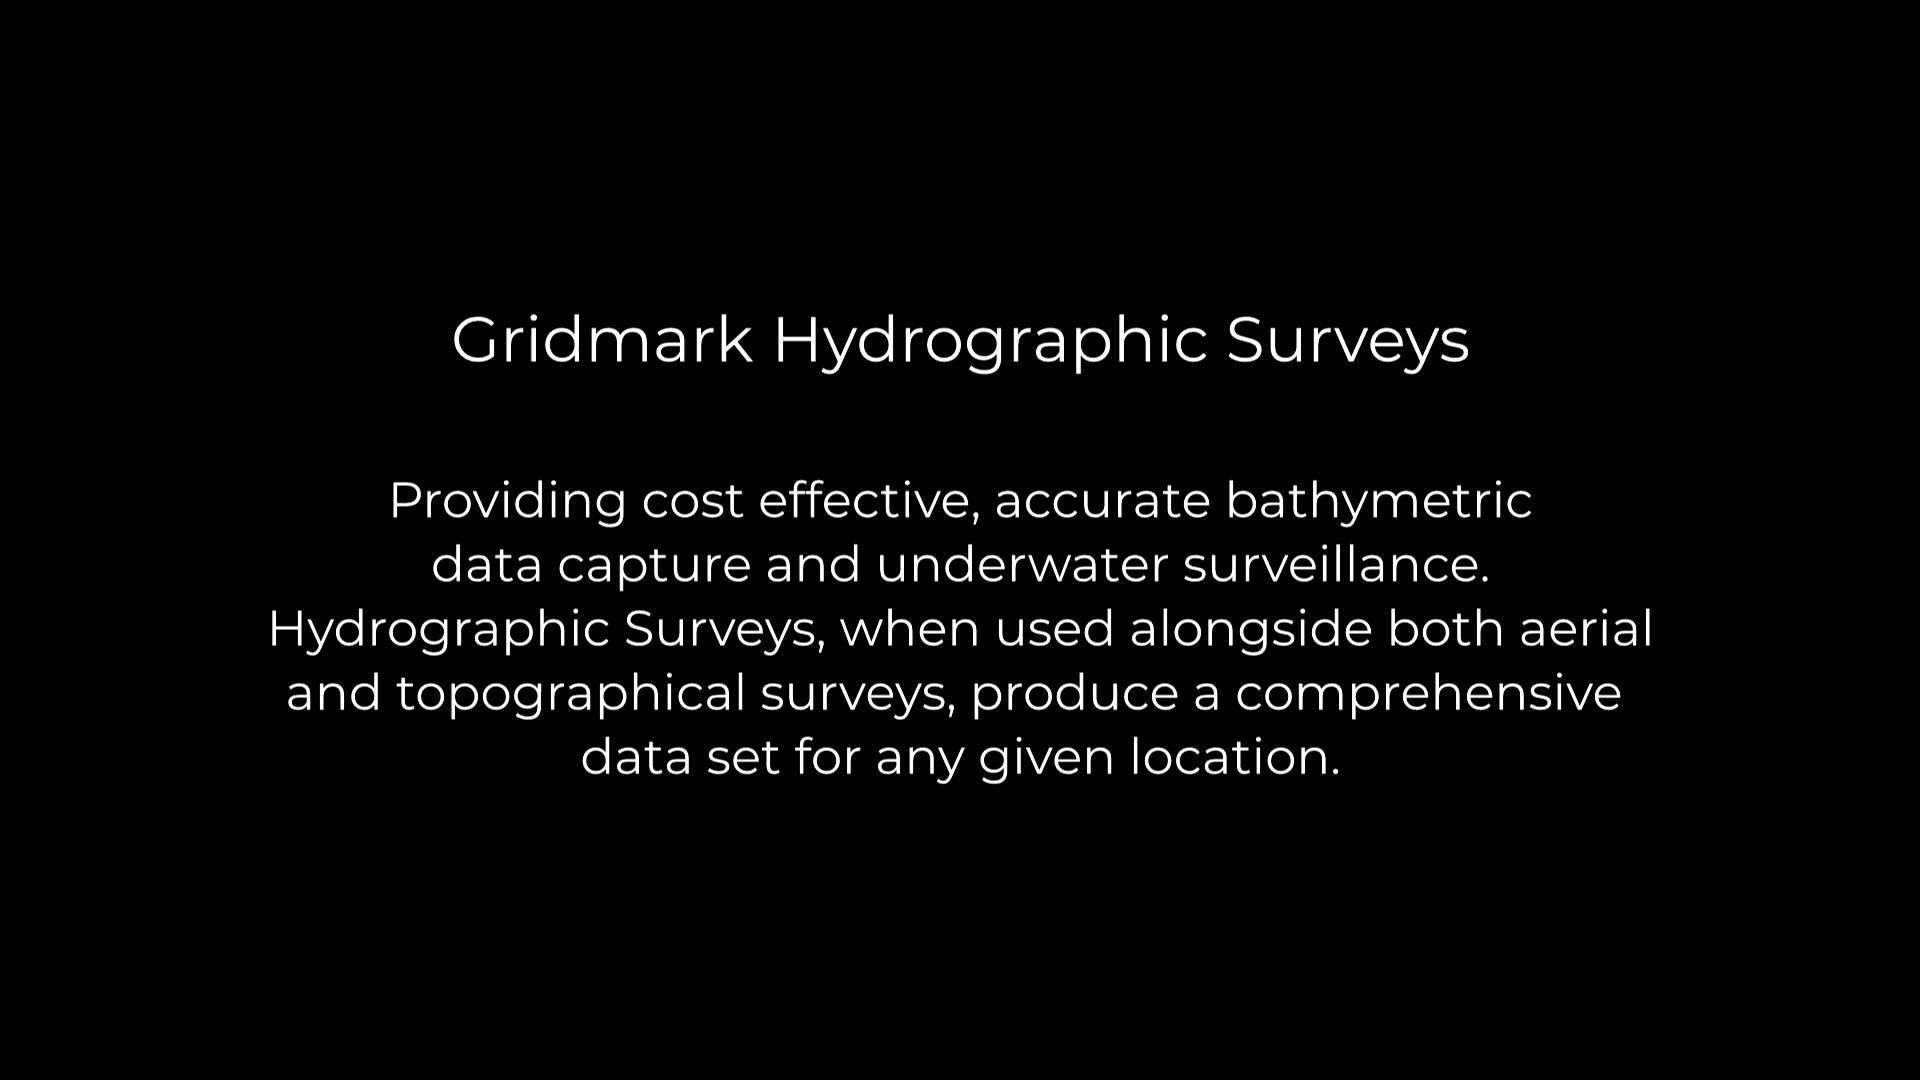 Gridmark Hydrographic Surveys
Providing cost effective, accurate bathymetric
data capture and underwater surveillance.
Hydrographic Surveys, when used alongside both aerial
and topographical surveys, produce a comprehensive
data set for any given location.